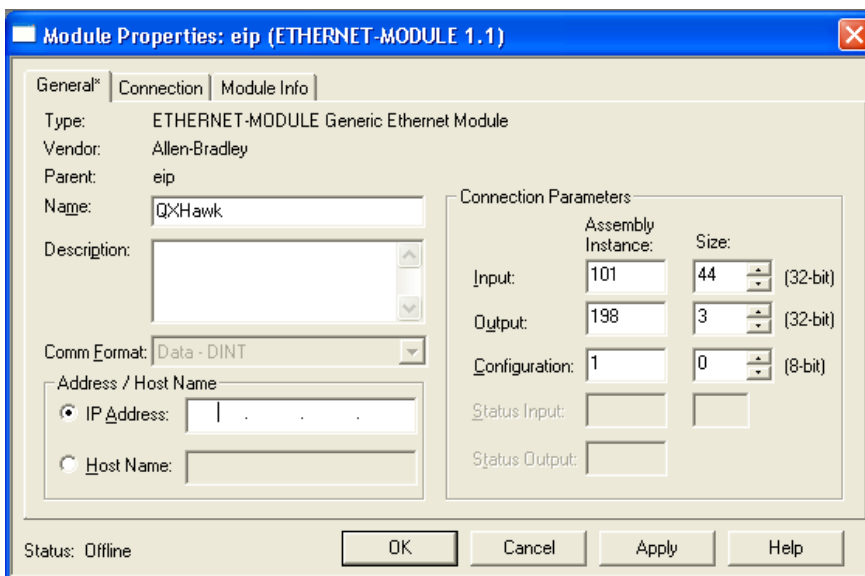 Module Properties: eip (ETHERNET-MODULE 1.1)
General* Connection Module Info
Type: ETHERNET-MODULE Generic Ethernet Module
Vendor: Allen-Bradley
Parent: eip
Name: QXHawk
Description:
Comm Format: Data - DINT
Address / Host Name
IP Address: . . .
Host Name:
Connection Parameters
Assembly
Instance: Size:
Input: 101 44 (32-bit)
Output: 198 3 (32-bit)
Configuration: 1 0 (8-bit)
Status Input:
Status Output:
Status: Offline
OK Cancel Apply Help